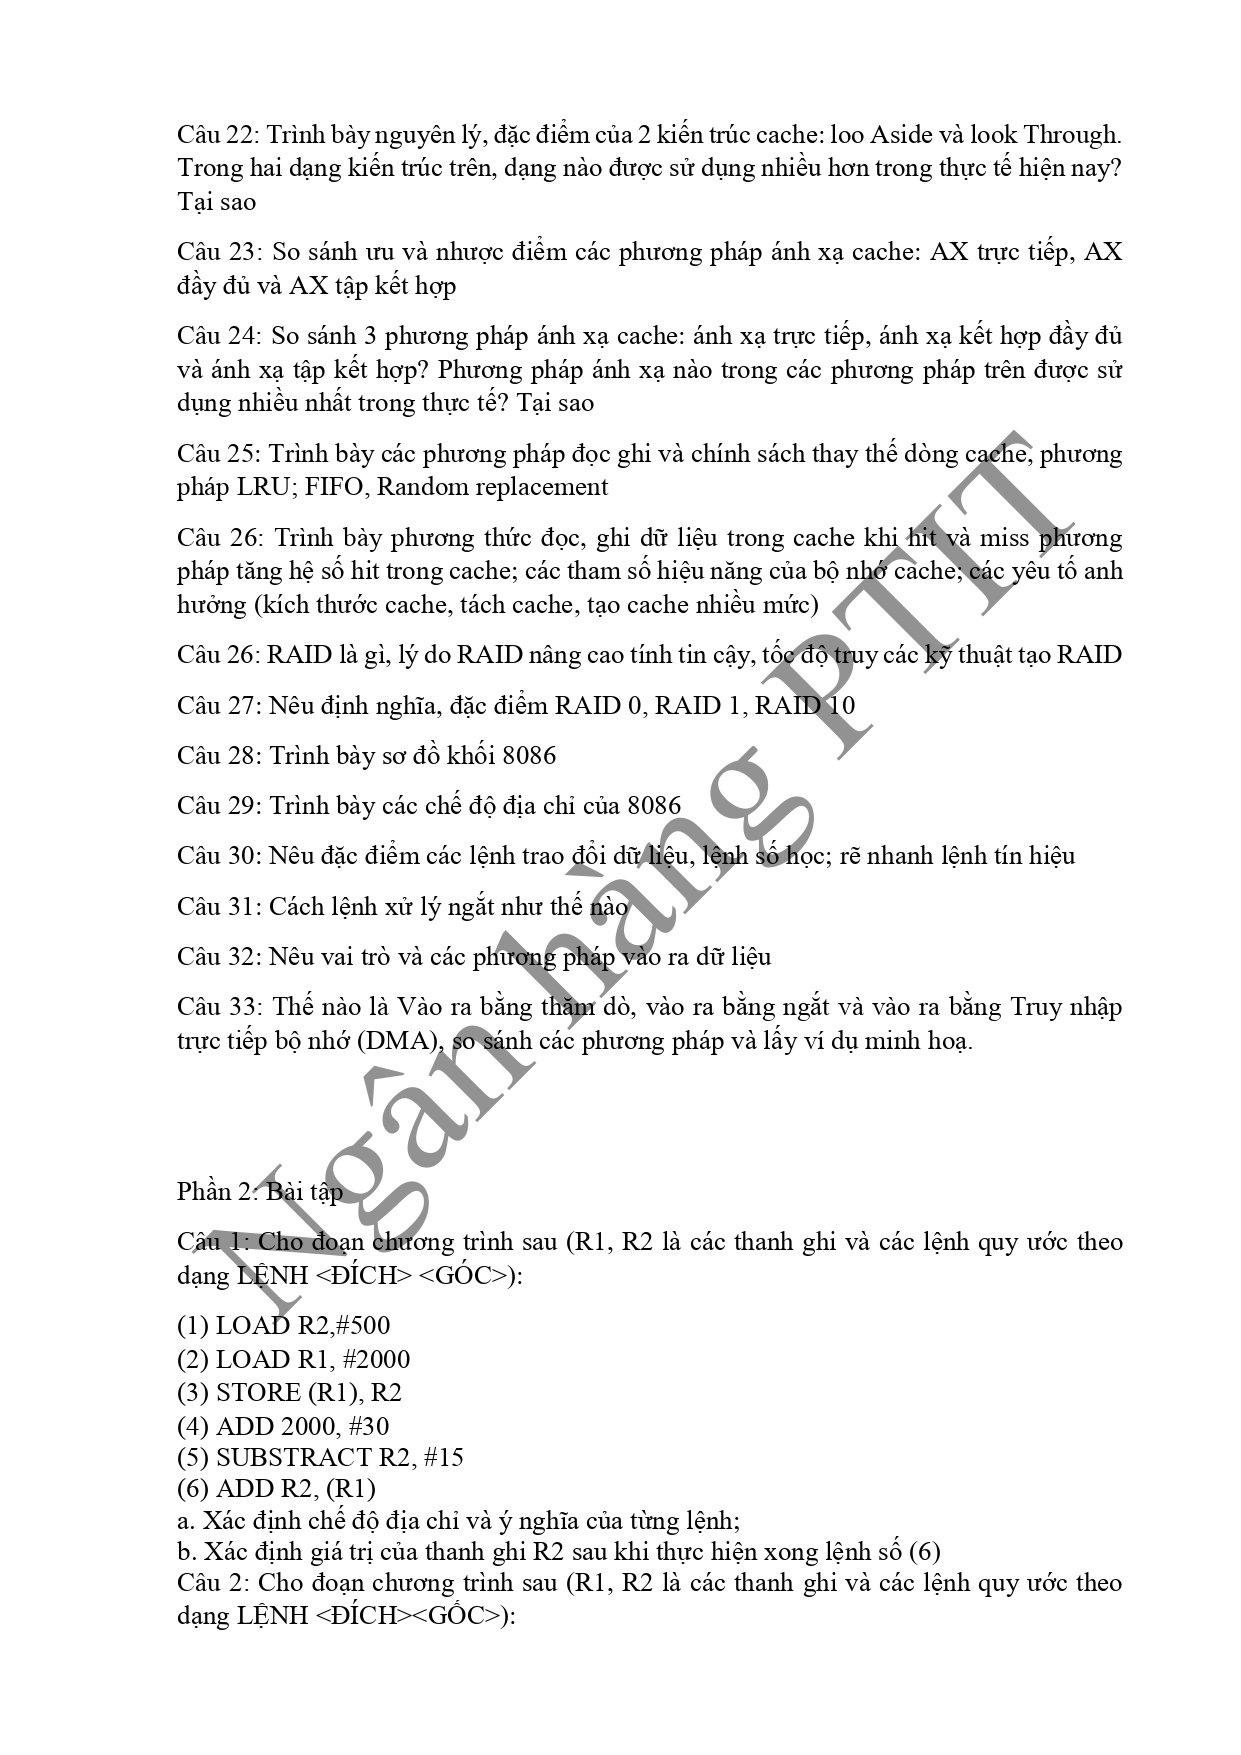 Câu 22: Trình bày nguyên lý, đặc điểm của 2 kiến trúc cache: loo Aside và look Through.
Trong hai dạng kiến trúc trên, dạng nào được sử dụng nhiều hơn trong thực tế hiện nay?
Tại sao
Câu 23: So sánh ưu và nhược điểm các phương pháp ánh xạ cache: AX trực tiếp, AX
đầy đủ và AX tập kết hợp
Câu 24: So sánh 3 phương pháp ánh xạ cache: ánh xạ trực tiếp, ánh xạ kết hợp đầy đủ
và ánh xạ tập kết hợp? Phương pháp ánh xạ nào trong các phương pháp trên được sử
dụng nhiều nhất trong thực tế? Tại sao
Câu 25: Trình bày các phương pháp đọc ghi và chính sách thay thế dòng cache, phương
pháp LRU; FIFO, Random replacement
Câu 26: Trình bày phương thức đọc, ghi dữ liệu trong cache khi hit và miss phương
pháp tăng hệ số hit trong cache; các tham số hiệu năng của bộ nhớ cache; các yêu tố anh
hưởng (kích thước cache, tách cache, tạo cache nhiều mức)
Câu 26: RAID là gì, lý do RAID nâng cao tính tin cậy, tốc độ truy các kỹ thuật tạo RAID
Câu 27: Nêu định nghĩa, đặc điểm RAID 0, RAID 1, RAID 10
Câu 28: Trình bày sơ đồ khối 8086
Câu 29: Trình bày các chế độ địa chỉ của 8086
Câu 30: Nêu đặc điểm các lệnh trao đổi dữ liệu, lệnh số học; rẽ nhanh lệnh tín hiệu
Câu 31: Cách lệnh xử lý ngắt như thế nào
Câu 32: Nêu vai trò và các phương pháp vào ra dữ liệu
Câu 33: Thế nào là Vào ra bằng thăm dò, vào ra bằng ngắt và vào ra bằng Truy nhập
trực tiếp bộ nhớ (DMA), so sánh các phương pháp và lấy ví dụ minh hoạ.
Ngân hàng PTIT
Phần 2: Bài tập
Câu 1: Cho đoạn chương trình sau (R1, R2 là các thanh ghi và các lệnh quy ước theo
dạng LỆNH <ĐÍCH> <GÓC>):
(1) LOAD R2,#500
(2) LOAD R1, #2000
(3) STORE (R1), R2
(4) ADD 2000, #30
(5) SUBSTRACT R2, #15
(6) ADD R2, (R1)
a. Xác định chế độ địa chỉ và ý nghĩa của từng lệnh;
b. Xác định giá trị của thanh ghi R2 sau khi thực hiện xong lệnh số (6)
Câu 2: Cho đoạn chương trình sau (R1, R2 là các thanh ghi và các lệnh quy ước theo
dạng LỆNH <ĐÍCH><GỐC>):